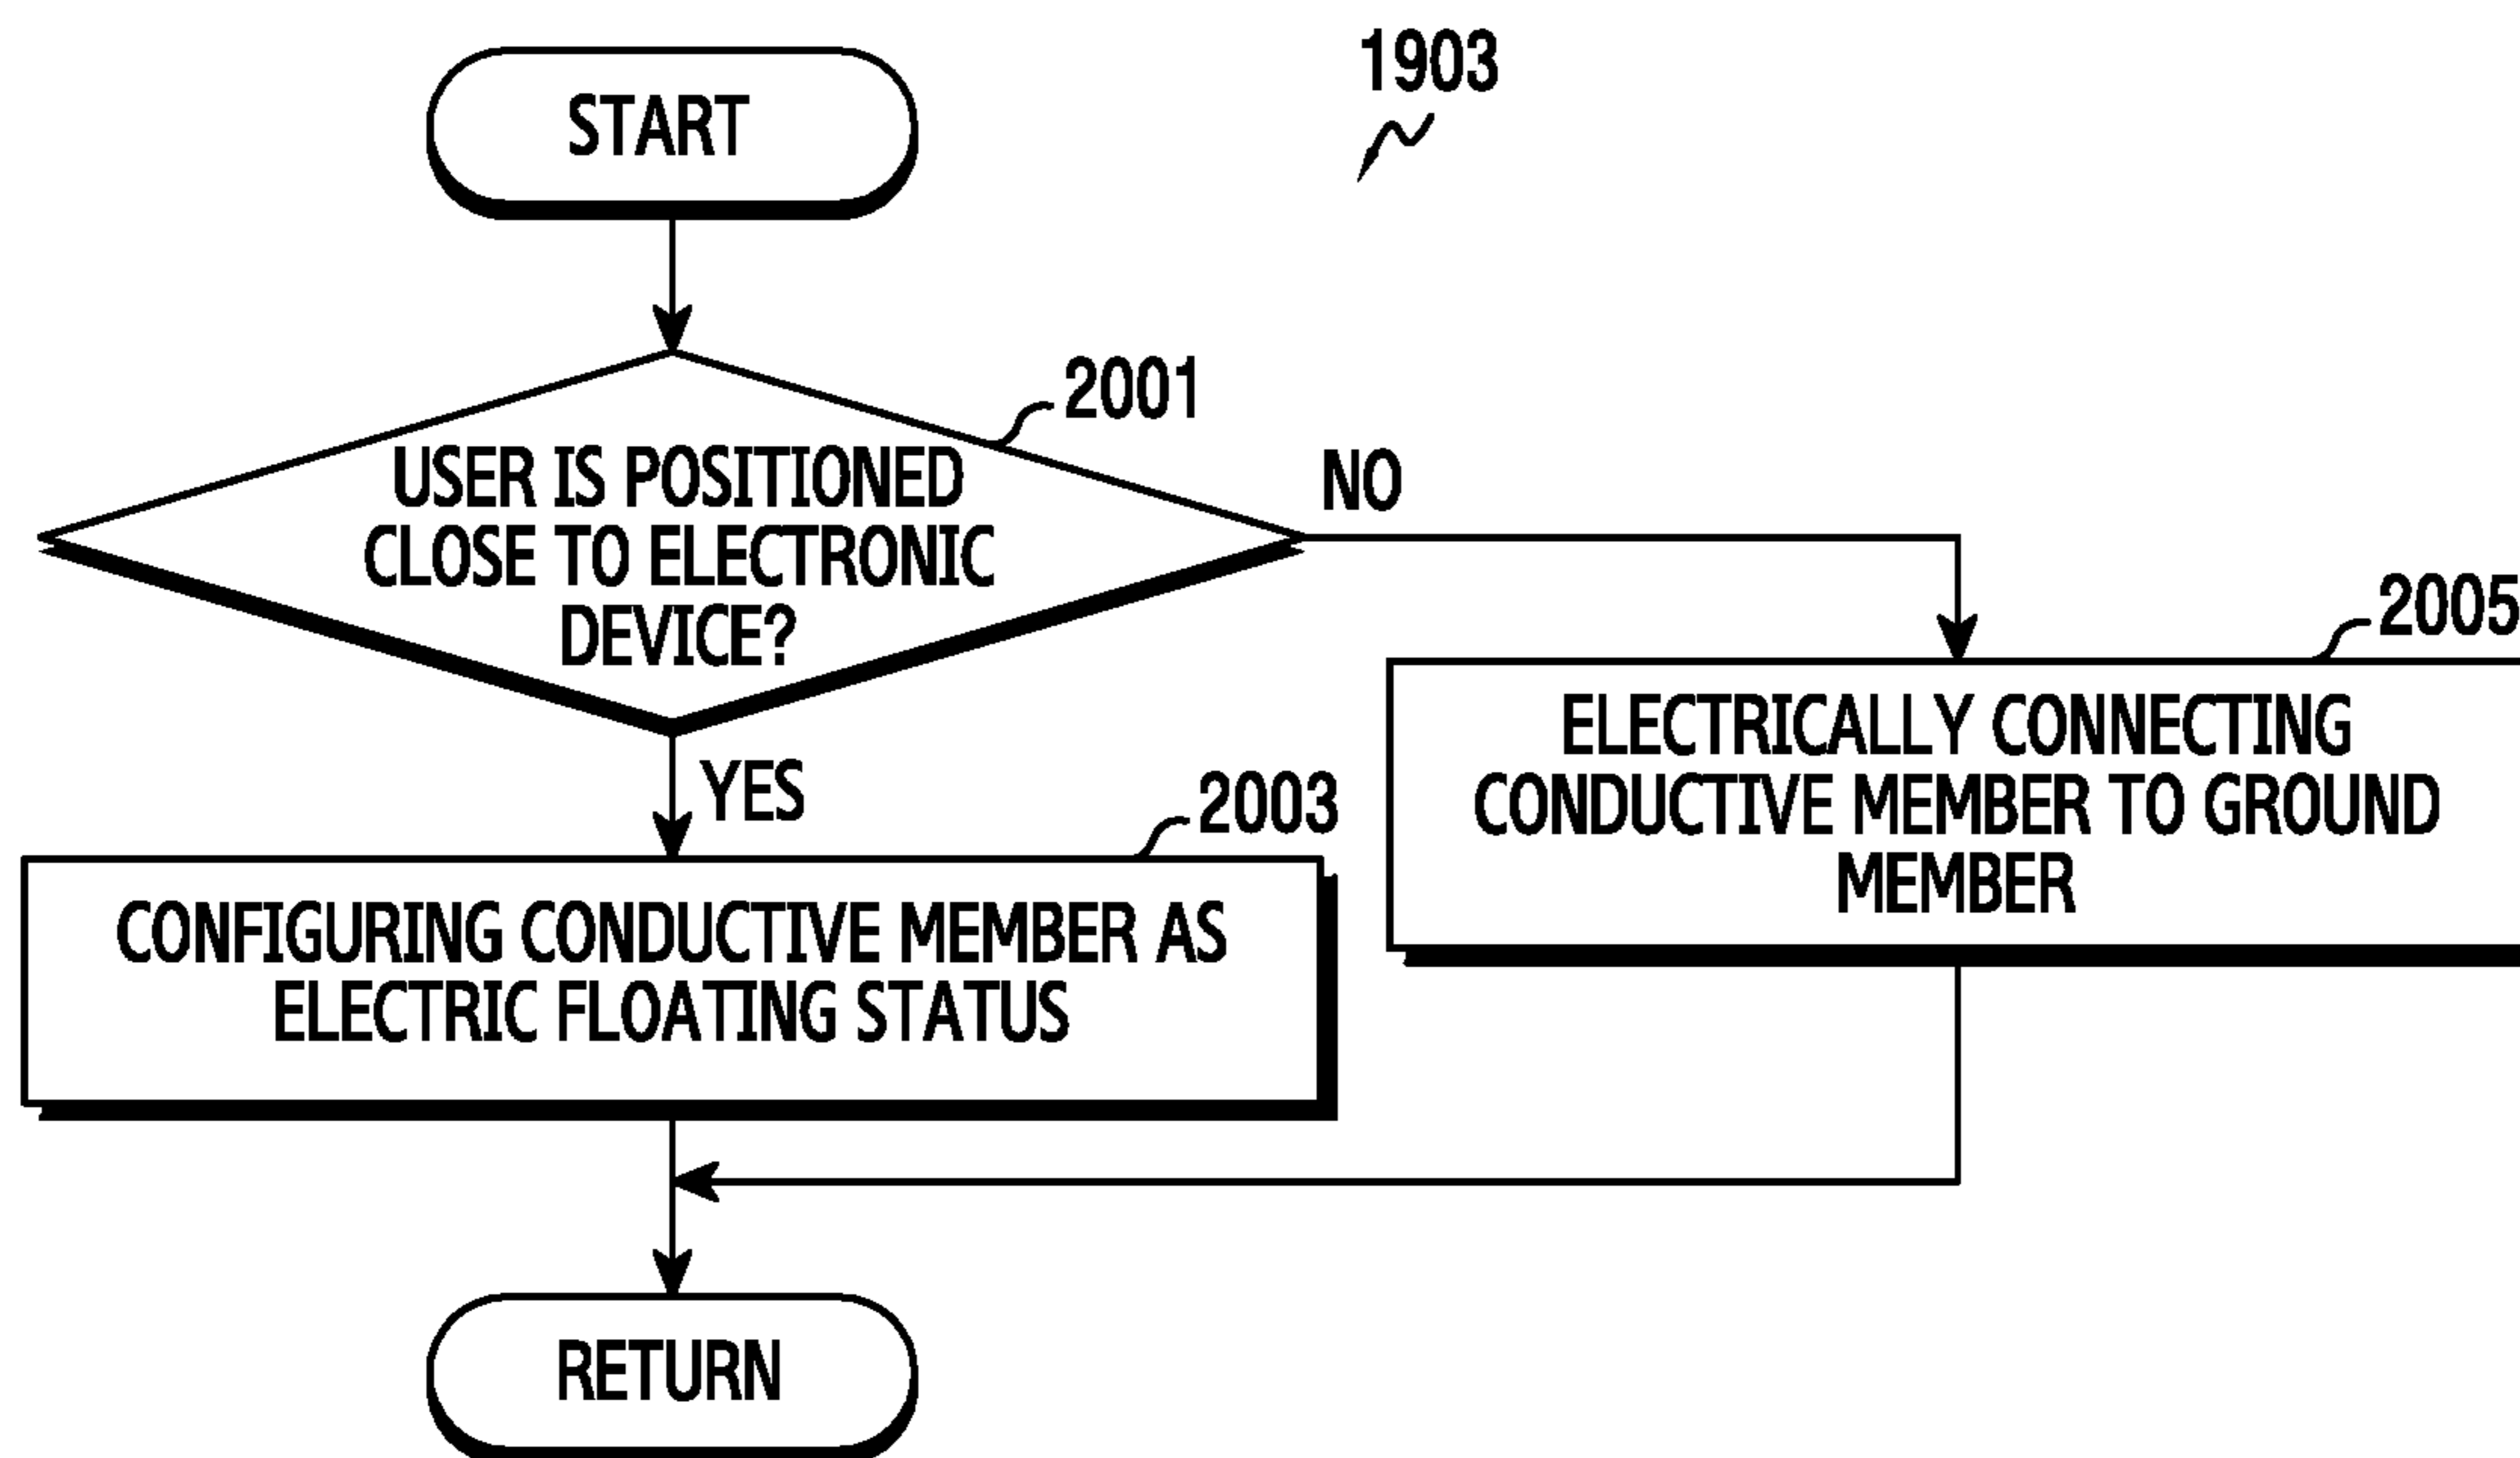 1903
START
2001
USER IS POSITIONED
CLOSE TO ELECTRONIC
DEVICE?
NO
YES
2003
CONFIGURING CONDUCTIVE MEMBER AS
ELECTRIC FLOATING STATUS
2005
ELECTRICALLY CONNECTING
CONDUCTIVE MEMBER TO GROUND
MEMBER
RETURN